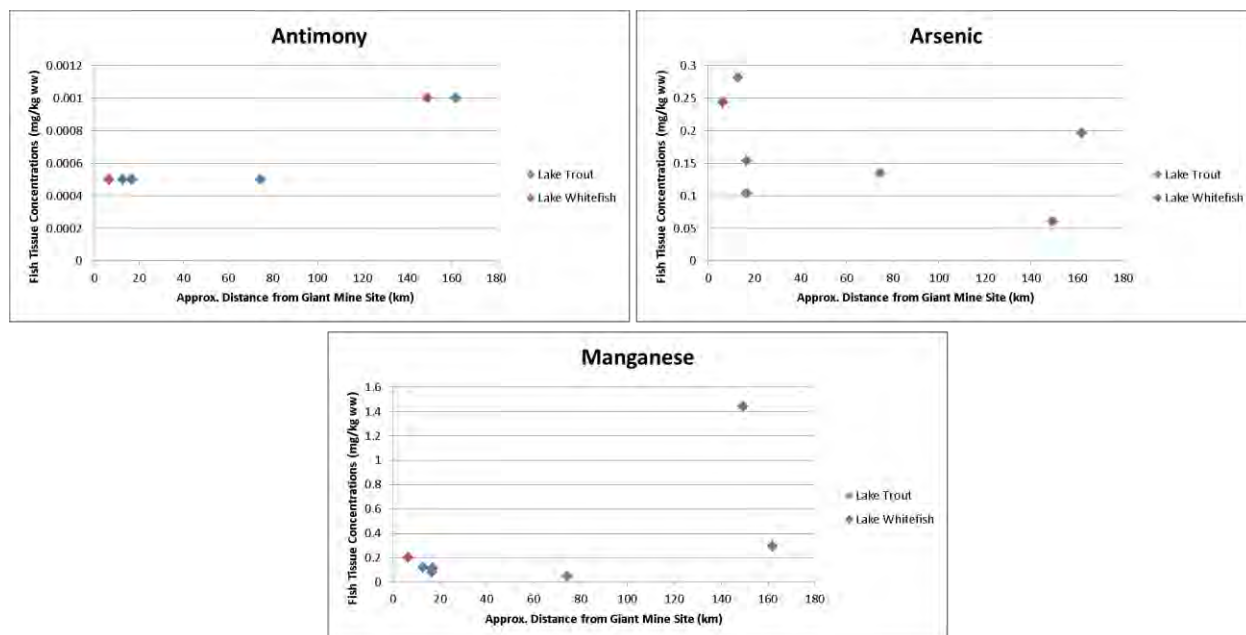 Antimony
Fish Tissue Concentrations (mg/kg ww)
0.0012
0.001
0.0008
0.0006
0.0004
0.0002
0
0 20 40 60 80 100 120 140 160 180
Approx. Distance from Giant Mine Site (km)
Lake Trout
Lake Whitefish
Arsenic
Fish Tissue Concentrations (mg/kg ww)
0.3
0.25
0.2
0.15
0.1
0.05
0
0 20 40 60 80 100 120 140 160 180
Approx. Distance from Giant Mine Site (km)
Lake Trout
Lake Whitefish
Manganese
Fish Tissue Concentrations (mg/kg ww)
1.6
1.4
1.2
1
0.8
0.6
0.4
0.2
0
0 20 40 60 80 100 120 140 160 180
Approx. Distance from Giant Mine Site (km)
Lake Trout
Lake Whitefish